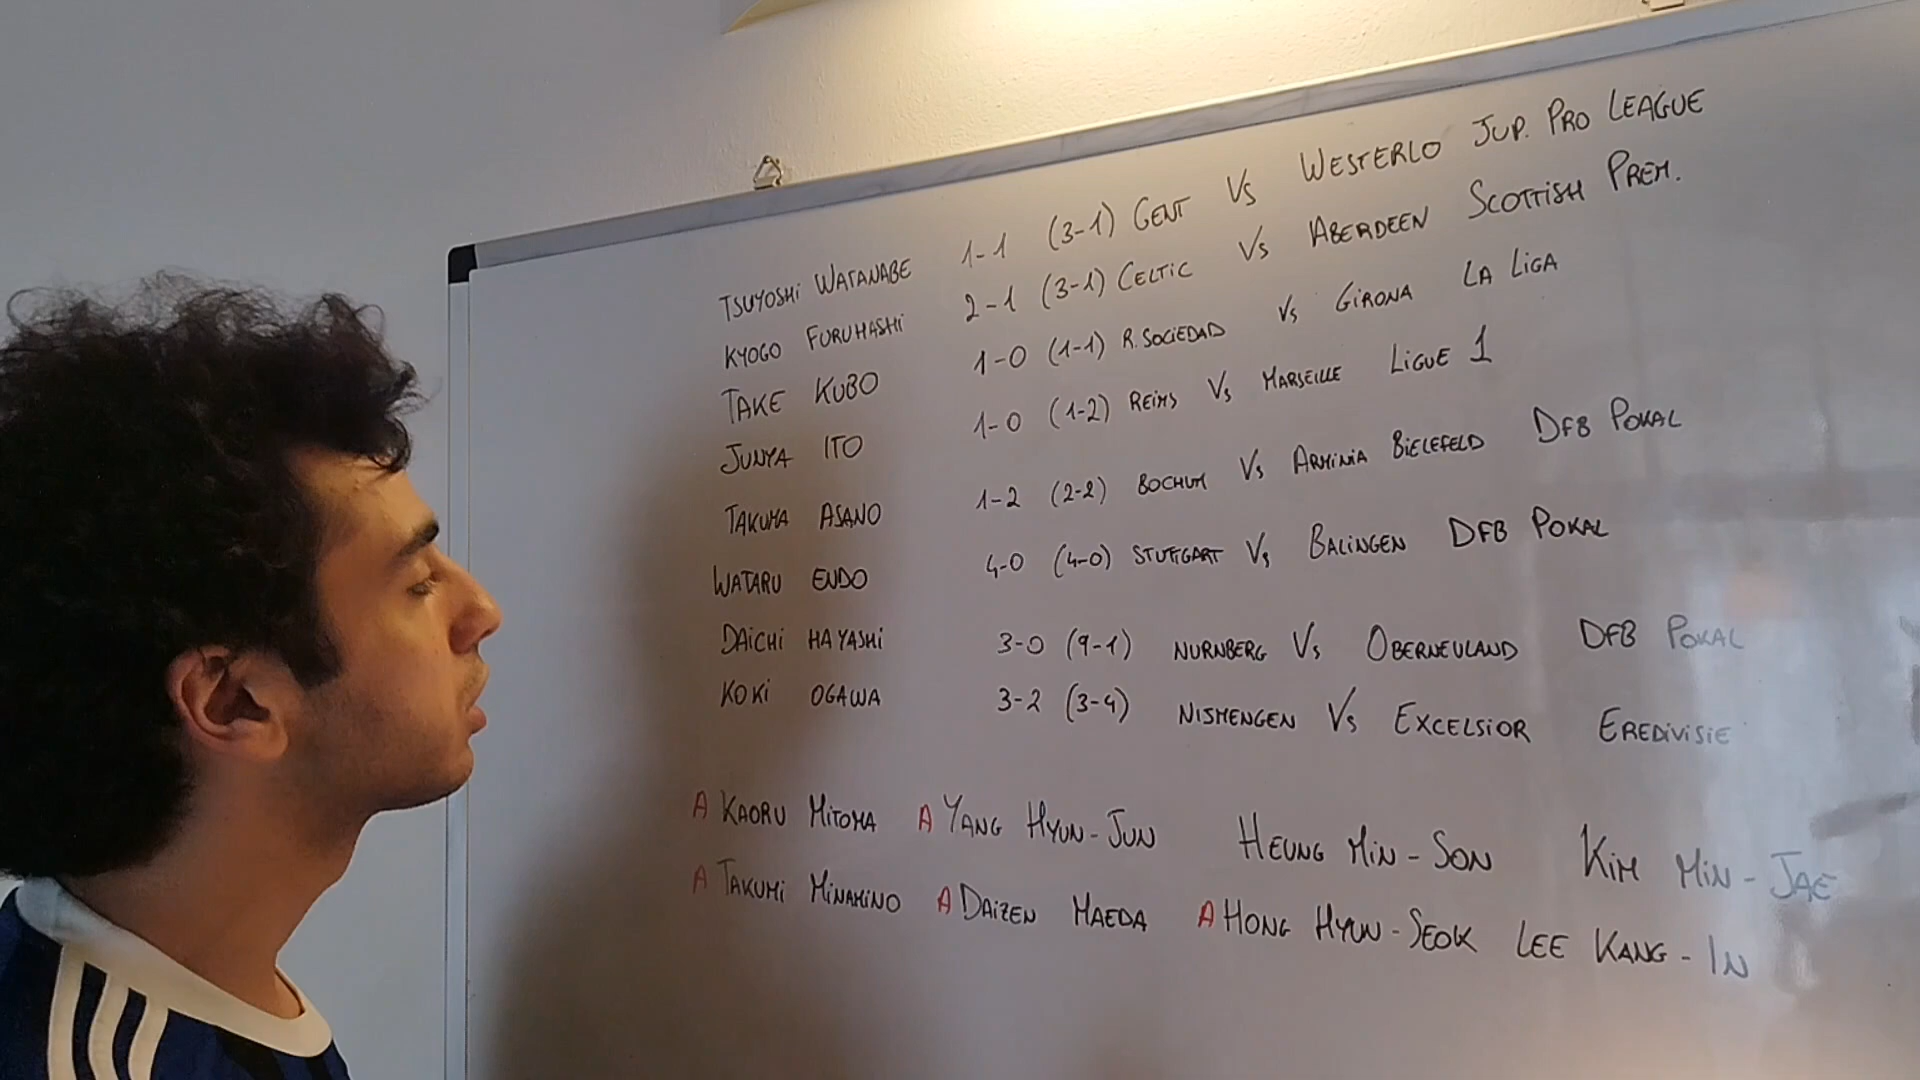 TSUYOSHI WATANABE 1-1 (3-1) GENT VS WESTERLO JUP. PRO LEAGUE
KYOGO FURUHASHI 2-1 (3-1) CELTIC VS ABERDEEN SCOTTISH PREM.
TAKE KUBO 1-0 (1-1) R. SOCIEDAD VS GIRONA LA LIGA
JUNYA ITO 1-0 (1-2) REIMS VS MARSEILLE LIGUE 1
TAKUMA ASANO 1-2 (2-2) BOCHUM VS ARMINIA BIELEFELD DFB POKAL
WATARU ENDO 4-0 (4-0) STUTTGART VS BALINGEN DFB POKAL
DAICHI HAYASHI 3-0 (9-1) NURNBERG VS OBERNEULAND DFB POKAL
KOKI OGAWA 3-2 (3-4) NISMENGEN VS EXCELSIOR EREDIVISIE
A KAORU MITOMA A YANG HYUN-JUN HEUNG MIN-SON KIM MIN-JAE
A TAKUMI MINAMINO A DAIZEN MAEDA A HONG HYUN-SEOK LEE KANG-IN